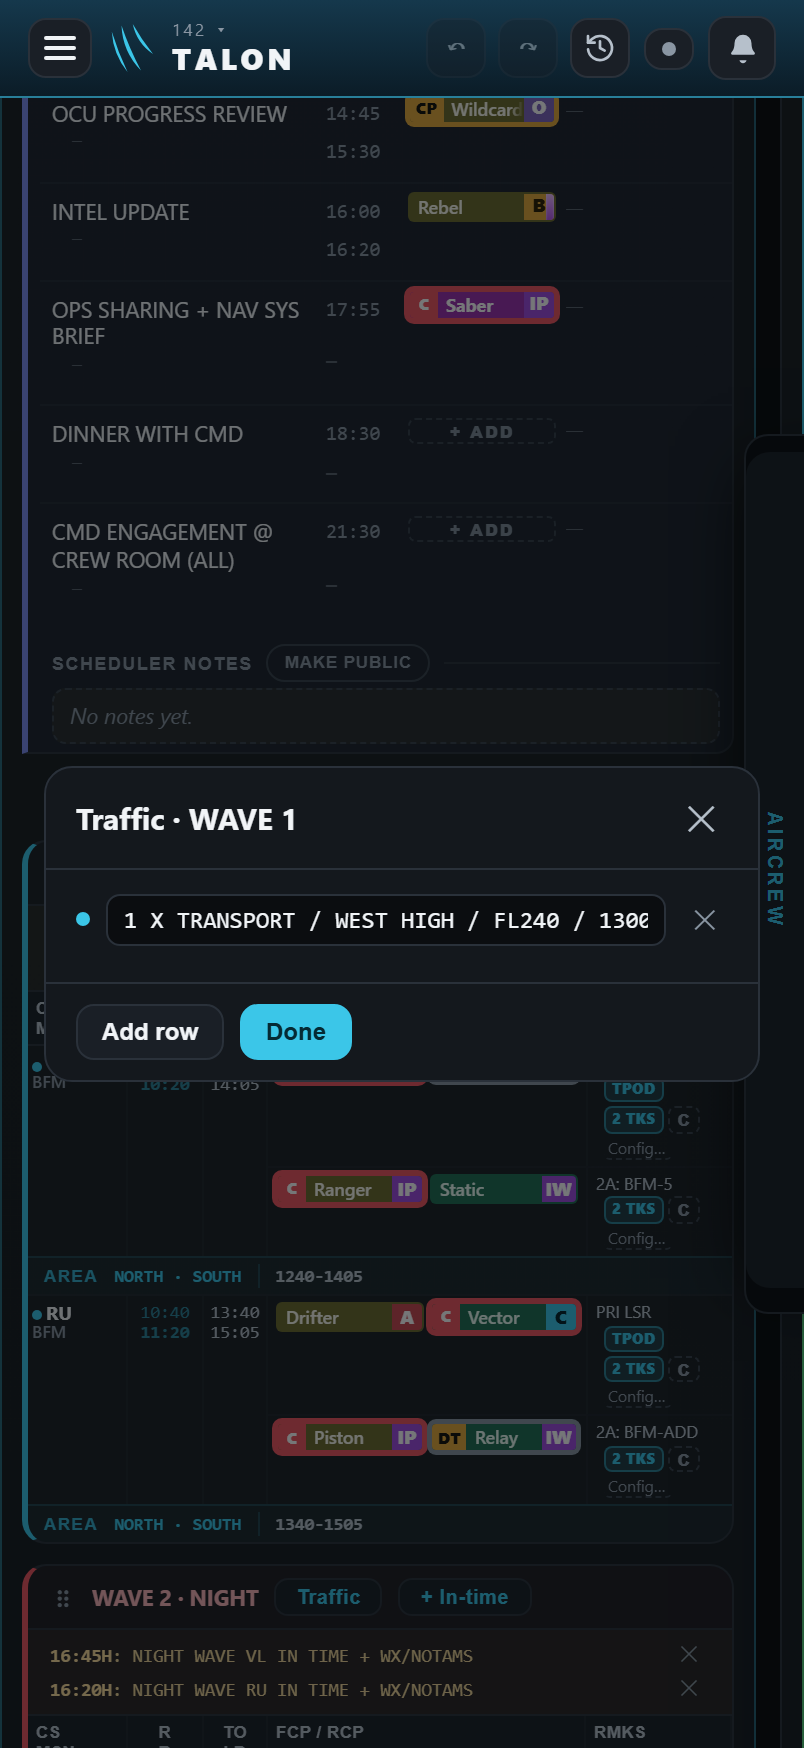 142
TALON
OCU PROGRESS REVIEW 14:45 CP Wildcard O —
— 15:30
INTEL UPDATE 16:00 Rebel B —
— 16:20
OPS SHARING + NAV SYS BRIEF 17:55 C Saber IP —
— —
DINNER WITH CMD 18:30 + ADD —
— —
CMD ENGAGEMENT @ 21:30 + ADD —
CREW ROOM (ALL)
— —
SCHEDULER NOTES MAKE PUBLIC
No notes yet.
Traffic · WAVE 1
1 X TRANSPORT / WEST HIGH / FL240 / 1300
Add row Done
AIRCREW
BFM 10:20 14:05 TPOD
2 TKS C
Config...
C Ranger IP Static IW 2A: BFM-5
2 TKS C
Config...
AREA NORTH · SOUTH 1240-1405
RU 10:40 13:40 Drifter A C Vector C PRI LSR
BFM 11:20 15:05 TPOD
2 TKS C
Config...
C Piston IP DT Relay IW 2A: BFM-ADD
2 TKS C
Config...
AREA NORTH · SOUTH 1340-1505
WAVE 2 · NIGHT Traffic + In-time
16:45H: NIGHT WAVE VL IN TIME + WX/NOTAMS
16:20H: NIGHT WAVE RU IN TIME + WX/NOTAMS
CS R TO FCP / RCP RMKS